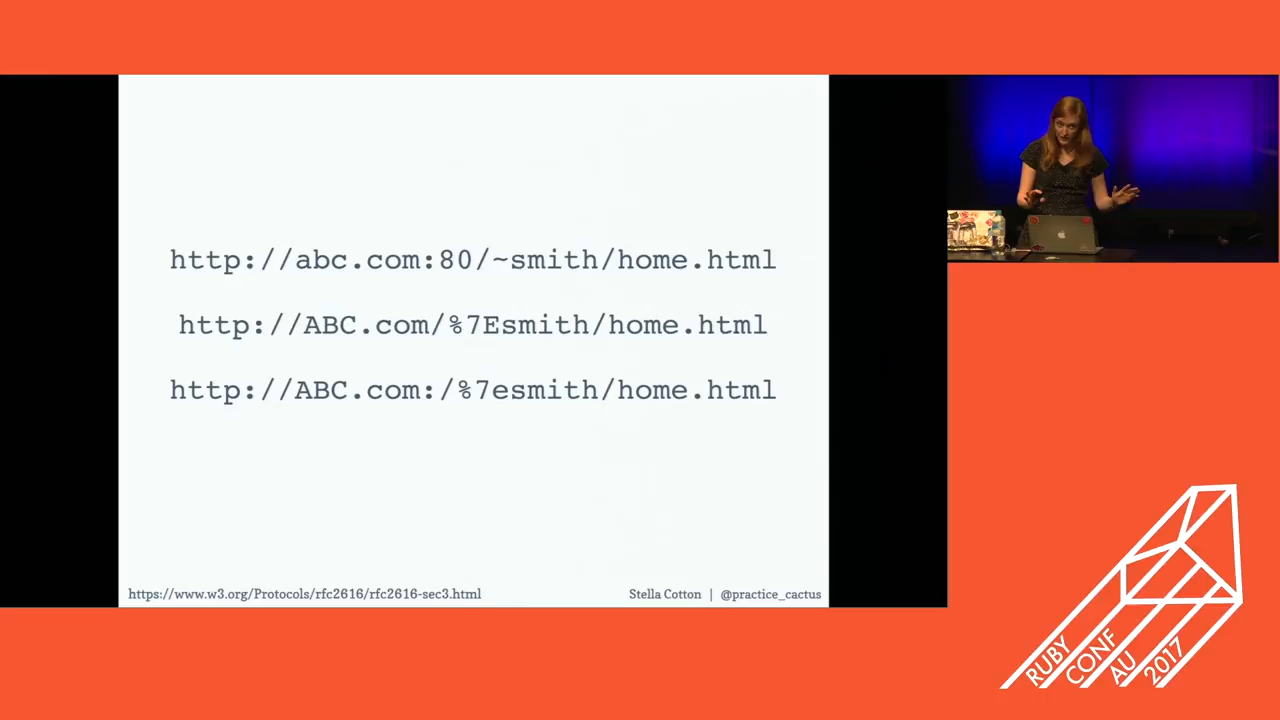 http://abc.com:80/~smith/home.html
http://ABC.com/%7Esmith/home.html
http://ABC.com:/%7esmith/home.html
https://www.w3.org/Protocols/rfc2616/rfc2616-sec3.html
Stella Cotton | @practice_cactus
RUBY
CONF
AU
2017